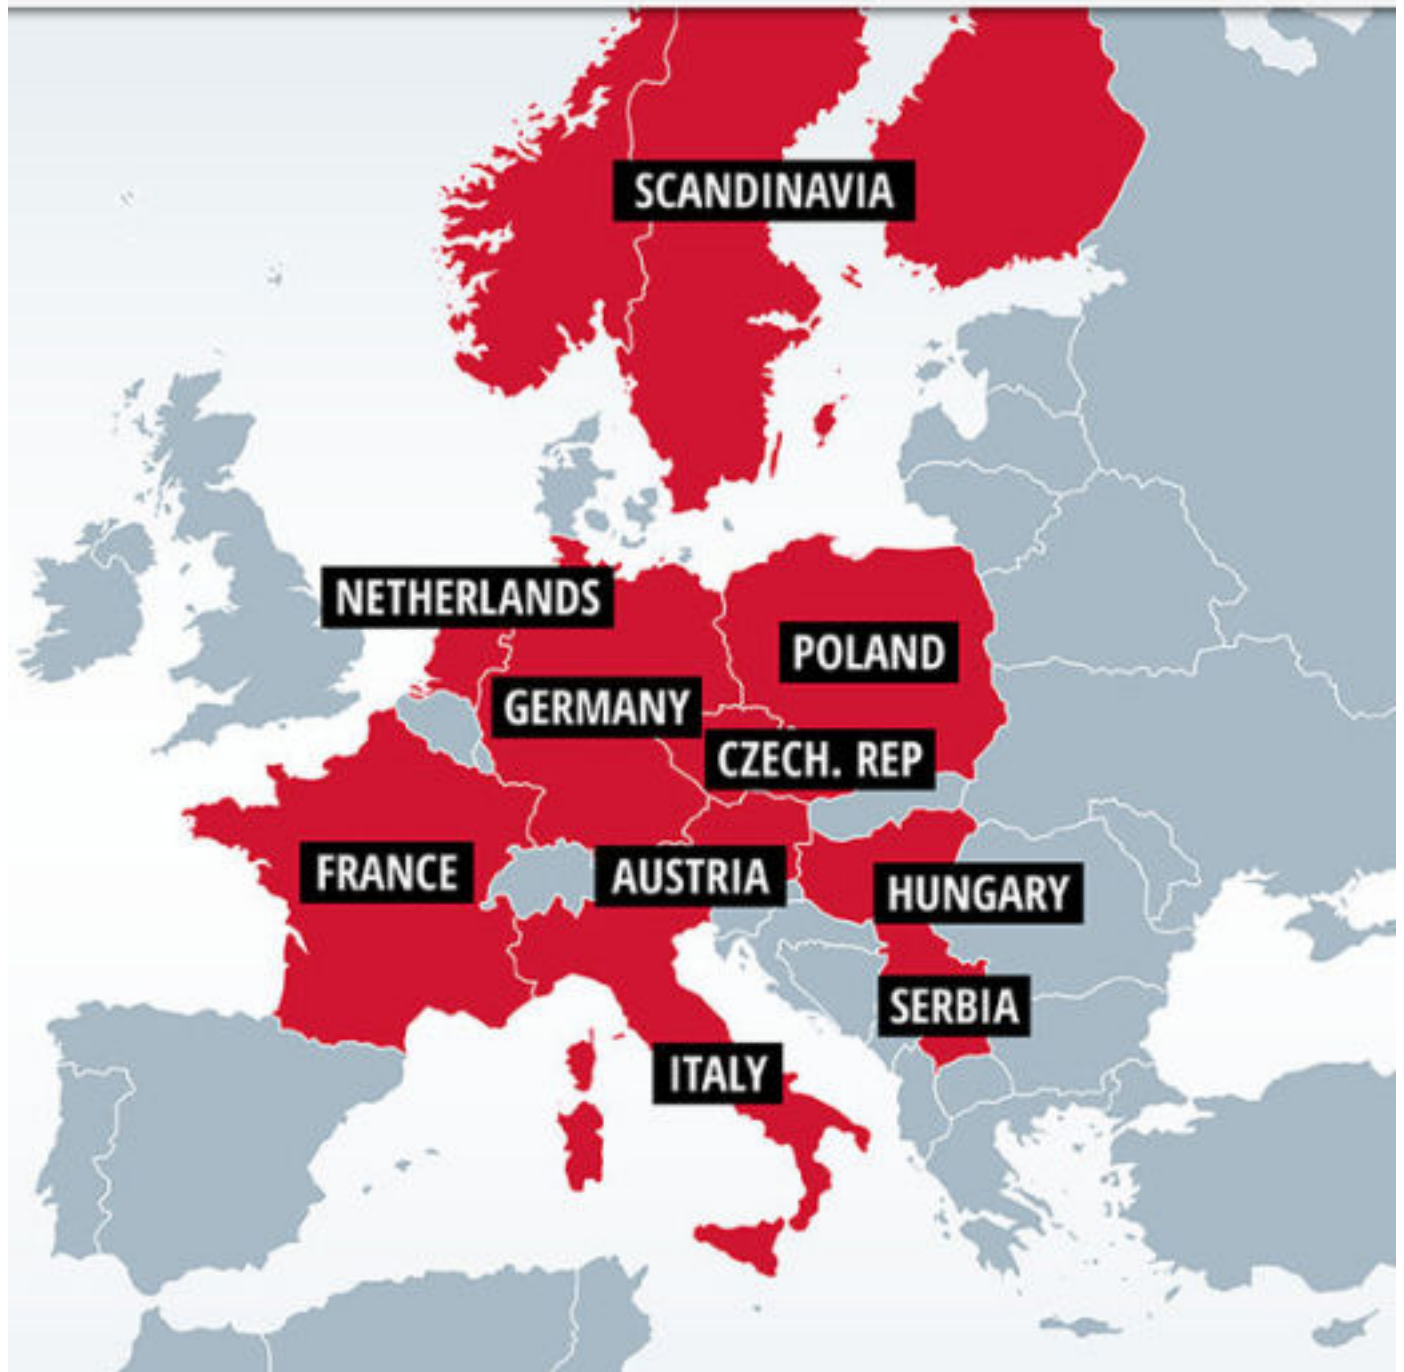 SCANDINAVIA
NETHERLANDS
POLAND
GERMANY
CZECH. REP
FRANCE
AUSTRIA
HUNGARY
SERBIA
ITALY